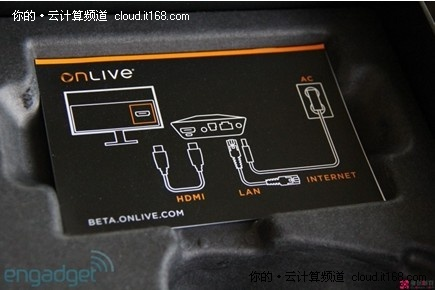 你的·云计算频道 cloud.it168.com
ONLIVE®
AC
HDMI
LAN
INTERNET
BETA.ONLIVE.COM
engadget
你的·云计算频道 cloud.it168.com